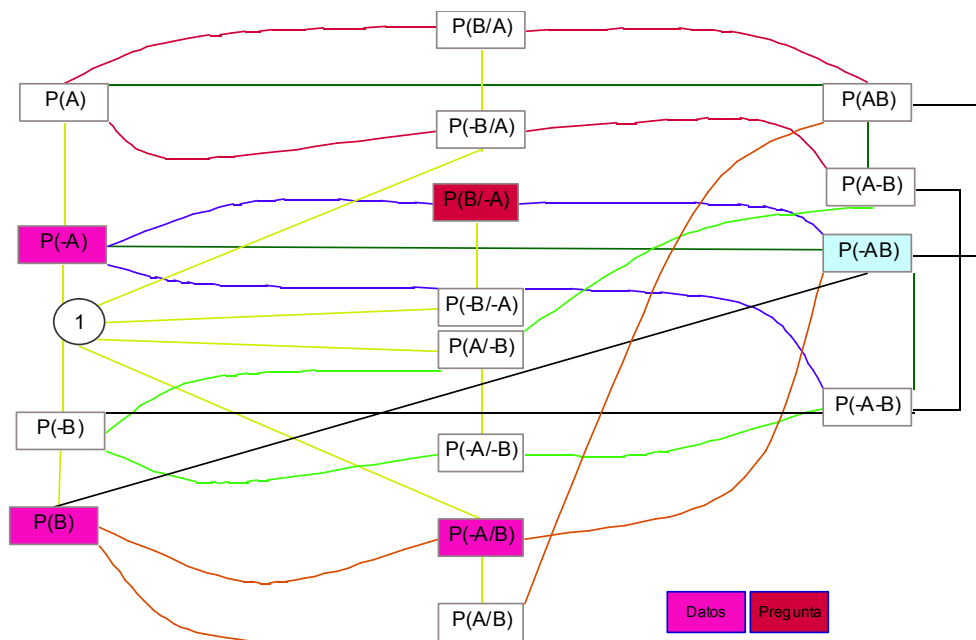 P(B/A)
P(A)
P(AB)
P(-B/A)
P(A-B)
P(B/-A)
P(-A)
P(-AB)
P(-B/-A)
1
P(A/-B)
P(-A-B)
P(-B)
P(-A/-B)
P(B)
P(-A/B)
P(A/B)
Datos
Pregunta